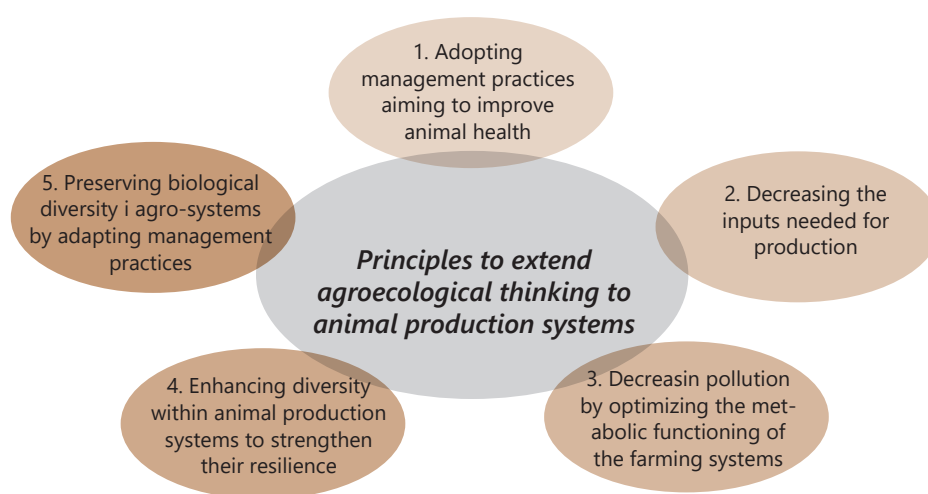 1. Adopting
management practices
aiming to improve
animal health
5. Preserving biological
diversity i agro-systems
by adapting management
practices
2. Decreasing the
inputs needed for
production
Principles to extend
agroecological thinking to
animal production systems
4. Enhancing diversity
within animal production
systems to strengthen
their resilience
3. Decreasin pollution
by optimizing the met-
abolic functioning of
the farming systems